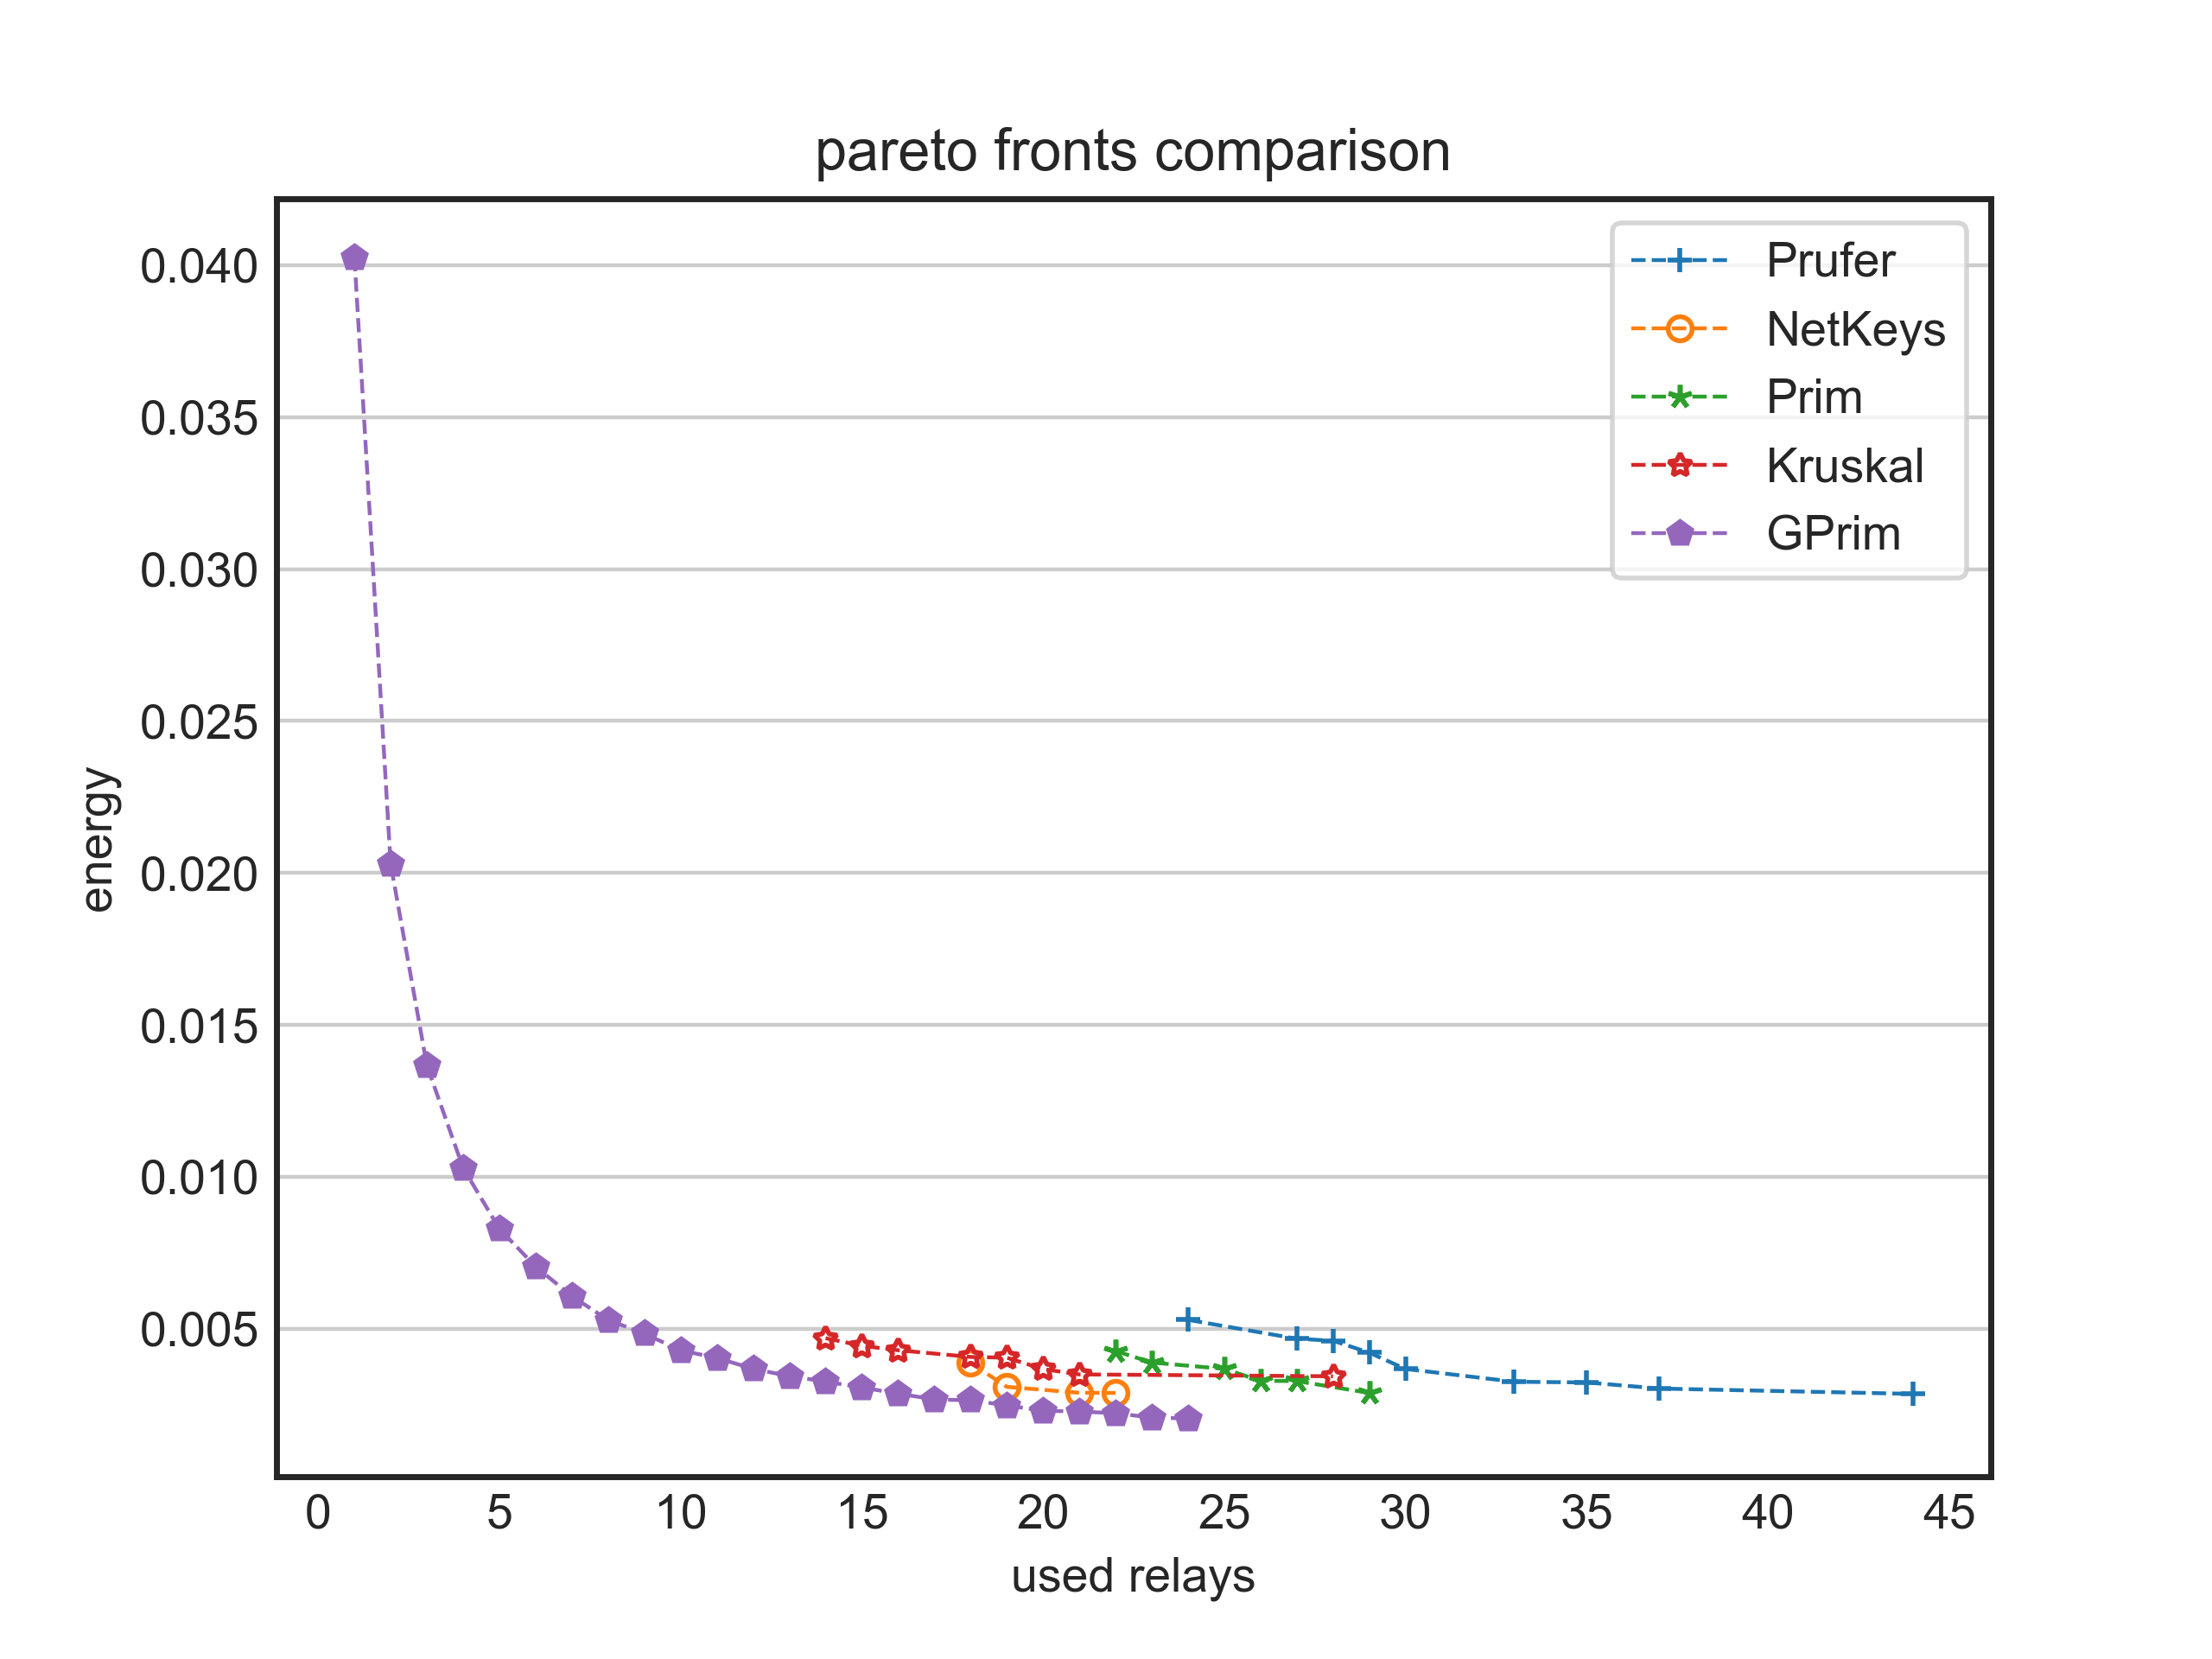 pareto fronts comparison
0.040
0.035
0.030
0.025
0.020
0.015
0.010
0.005
energy
Prufer
NetKeys
Prim
Kruskal
GPrim
0 5 10 15 20 25 30 35 40 45
used relays